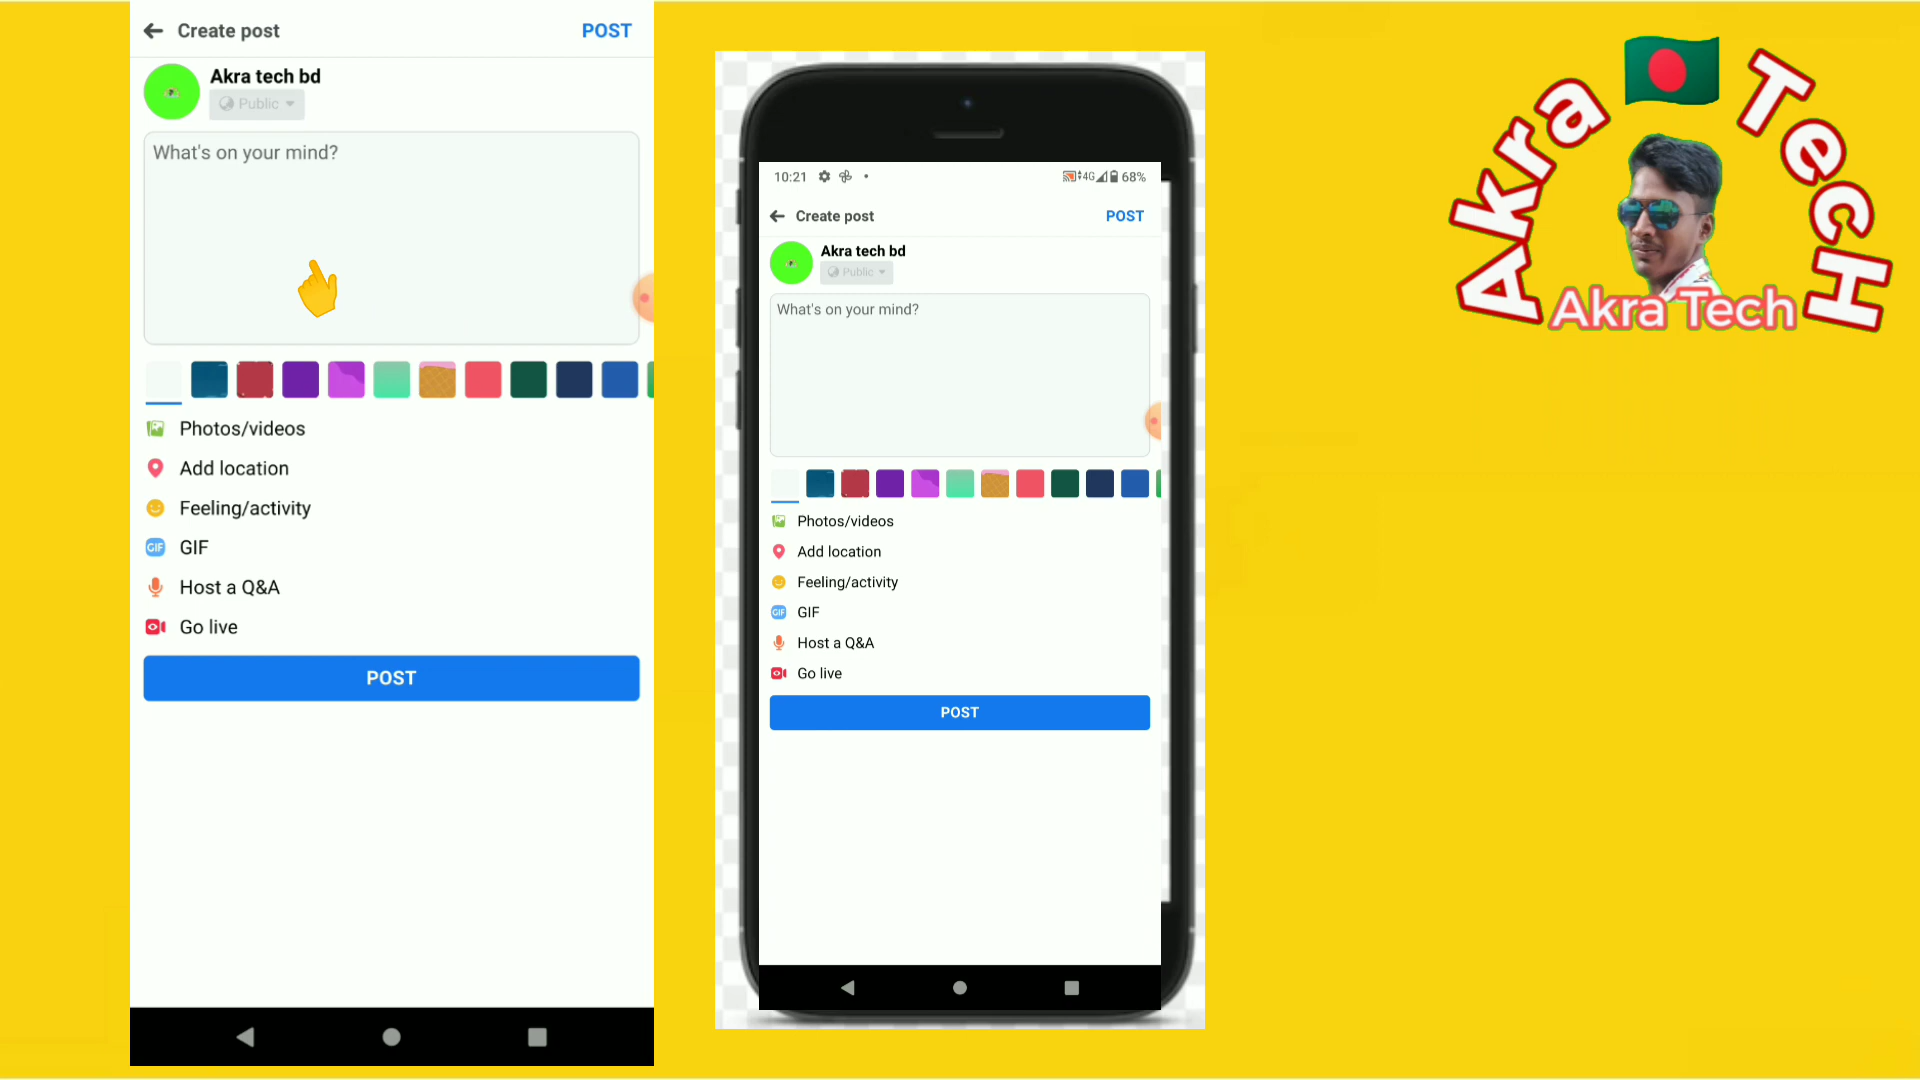 Create post
POST
Akra tech bd
Public
What's on your mind?
Photos/videos
Add location
Feeling/activity
GIF
GIF
Host a Q&A
Go live
POST
10:21
4G
68%
Create post
POST
Akra tech bd
Public
What's on your mind?
Photos/videos
Add location
Feeling/activity
GIF
GIF
Host a Q&A
Go live
POST
Akra TecH
Akra Tech